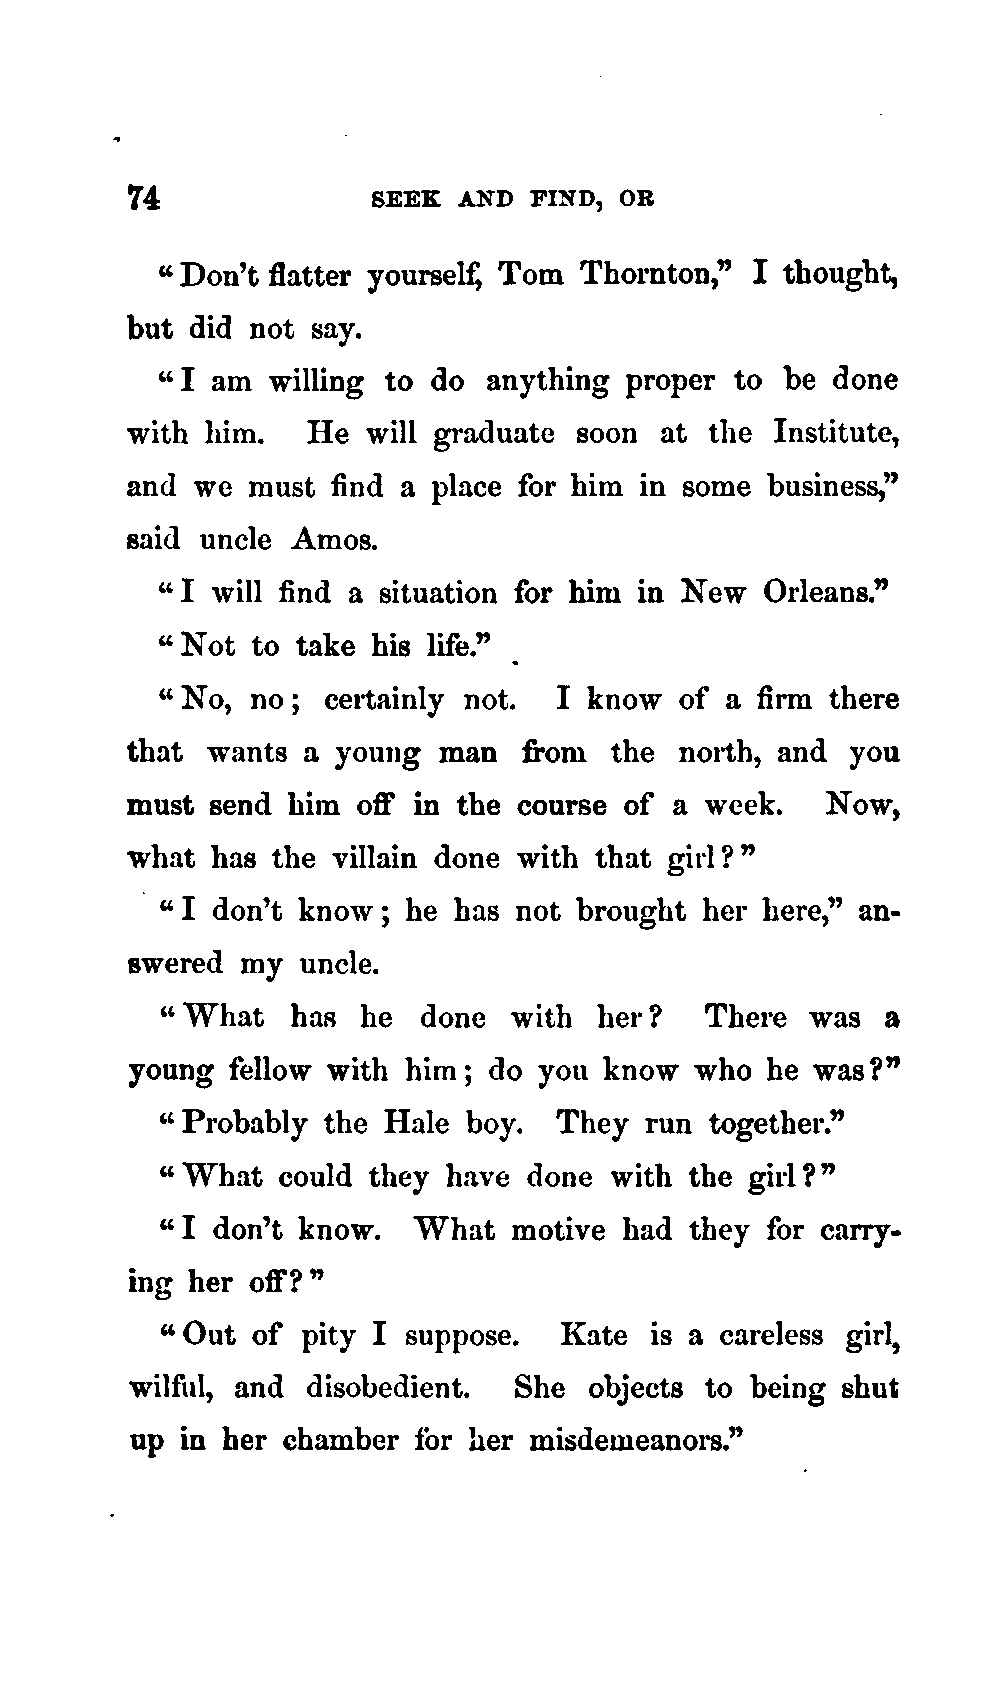 74 SEEK AND FIND, OR
"Don't flatter yourself, Tom Thornton," I thought,
but did not say.
"I am willing to do anything proper to be done
with him. He will graduate soon at the Institute,
and we must find a place for him in some business,"
said uncle Amos.
"I will find a situation for him in New Orleans."
"Not to take his life."
"No, no; certainly not. I know of a firm there
that wants a young man from the north, and you
must send him off in the course of a week. Now,
what has the villain done with that girl?"
"I don't know; he has not brought her here," an-
swered my uncle.
"What has he done with her? There was a
young fellow with him; do you know who he was?"
"Probably the Hale boy. They run together."
"What could they have done with the girl?"
"I don't know. What motive had they for carry-
ing her off?"
"Out of pity I suppose. Kate is a careless girl,
wilful, and disobedient. She objects to being shut
up in her chamber for her misdemeanors."